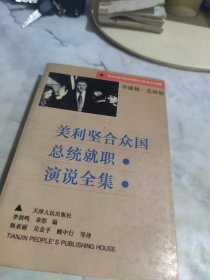 华盛顿—克林顿
美利坚合众国
总统就职·
演说全集·
天津人民出版社
李剑鸣 章彤 编
陈亚丽 吴金平 顾中行 等译
TIANJIN PEOPLE'S PUBLISHING HOUSE